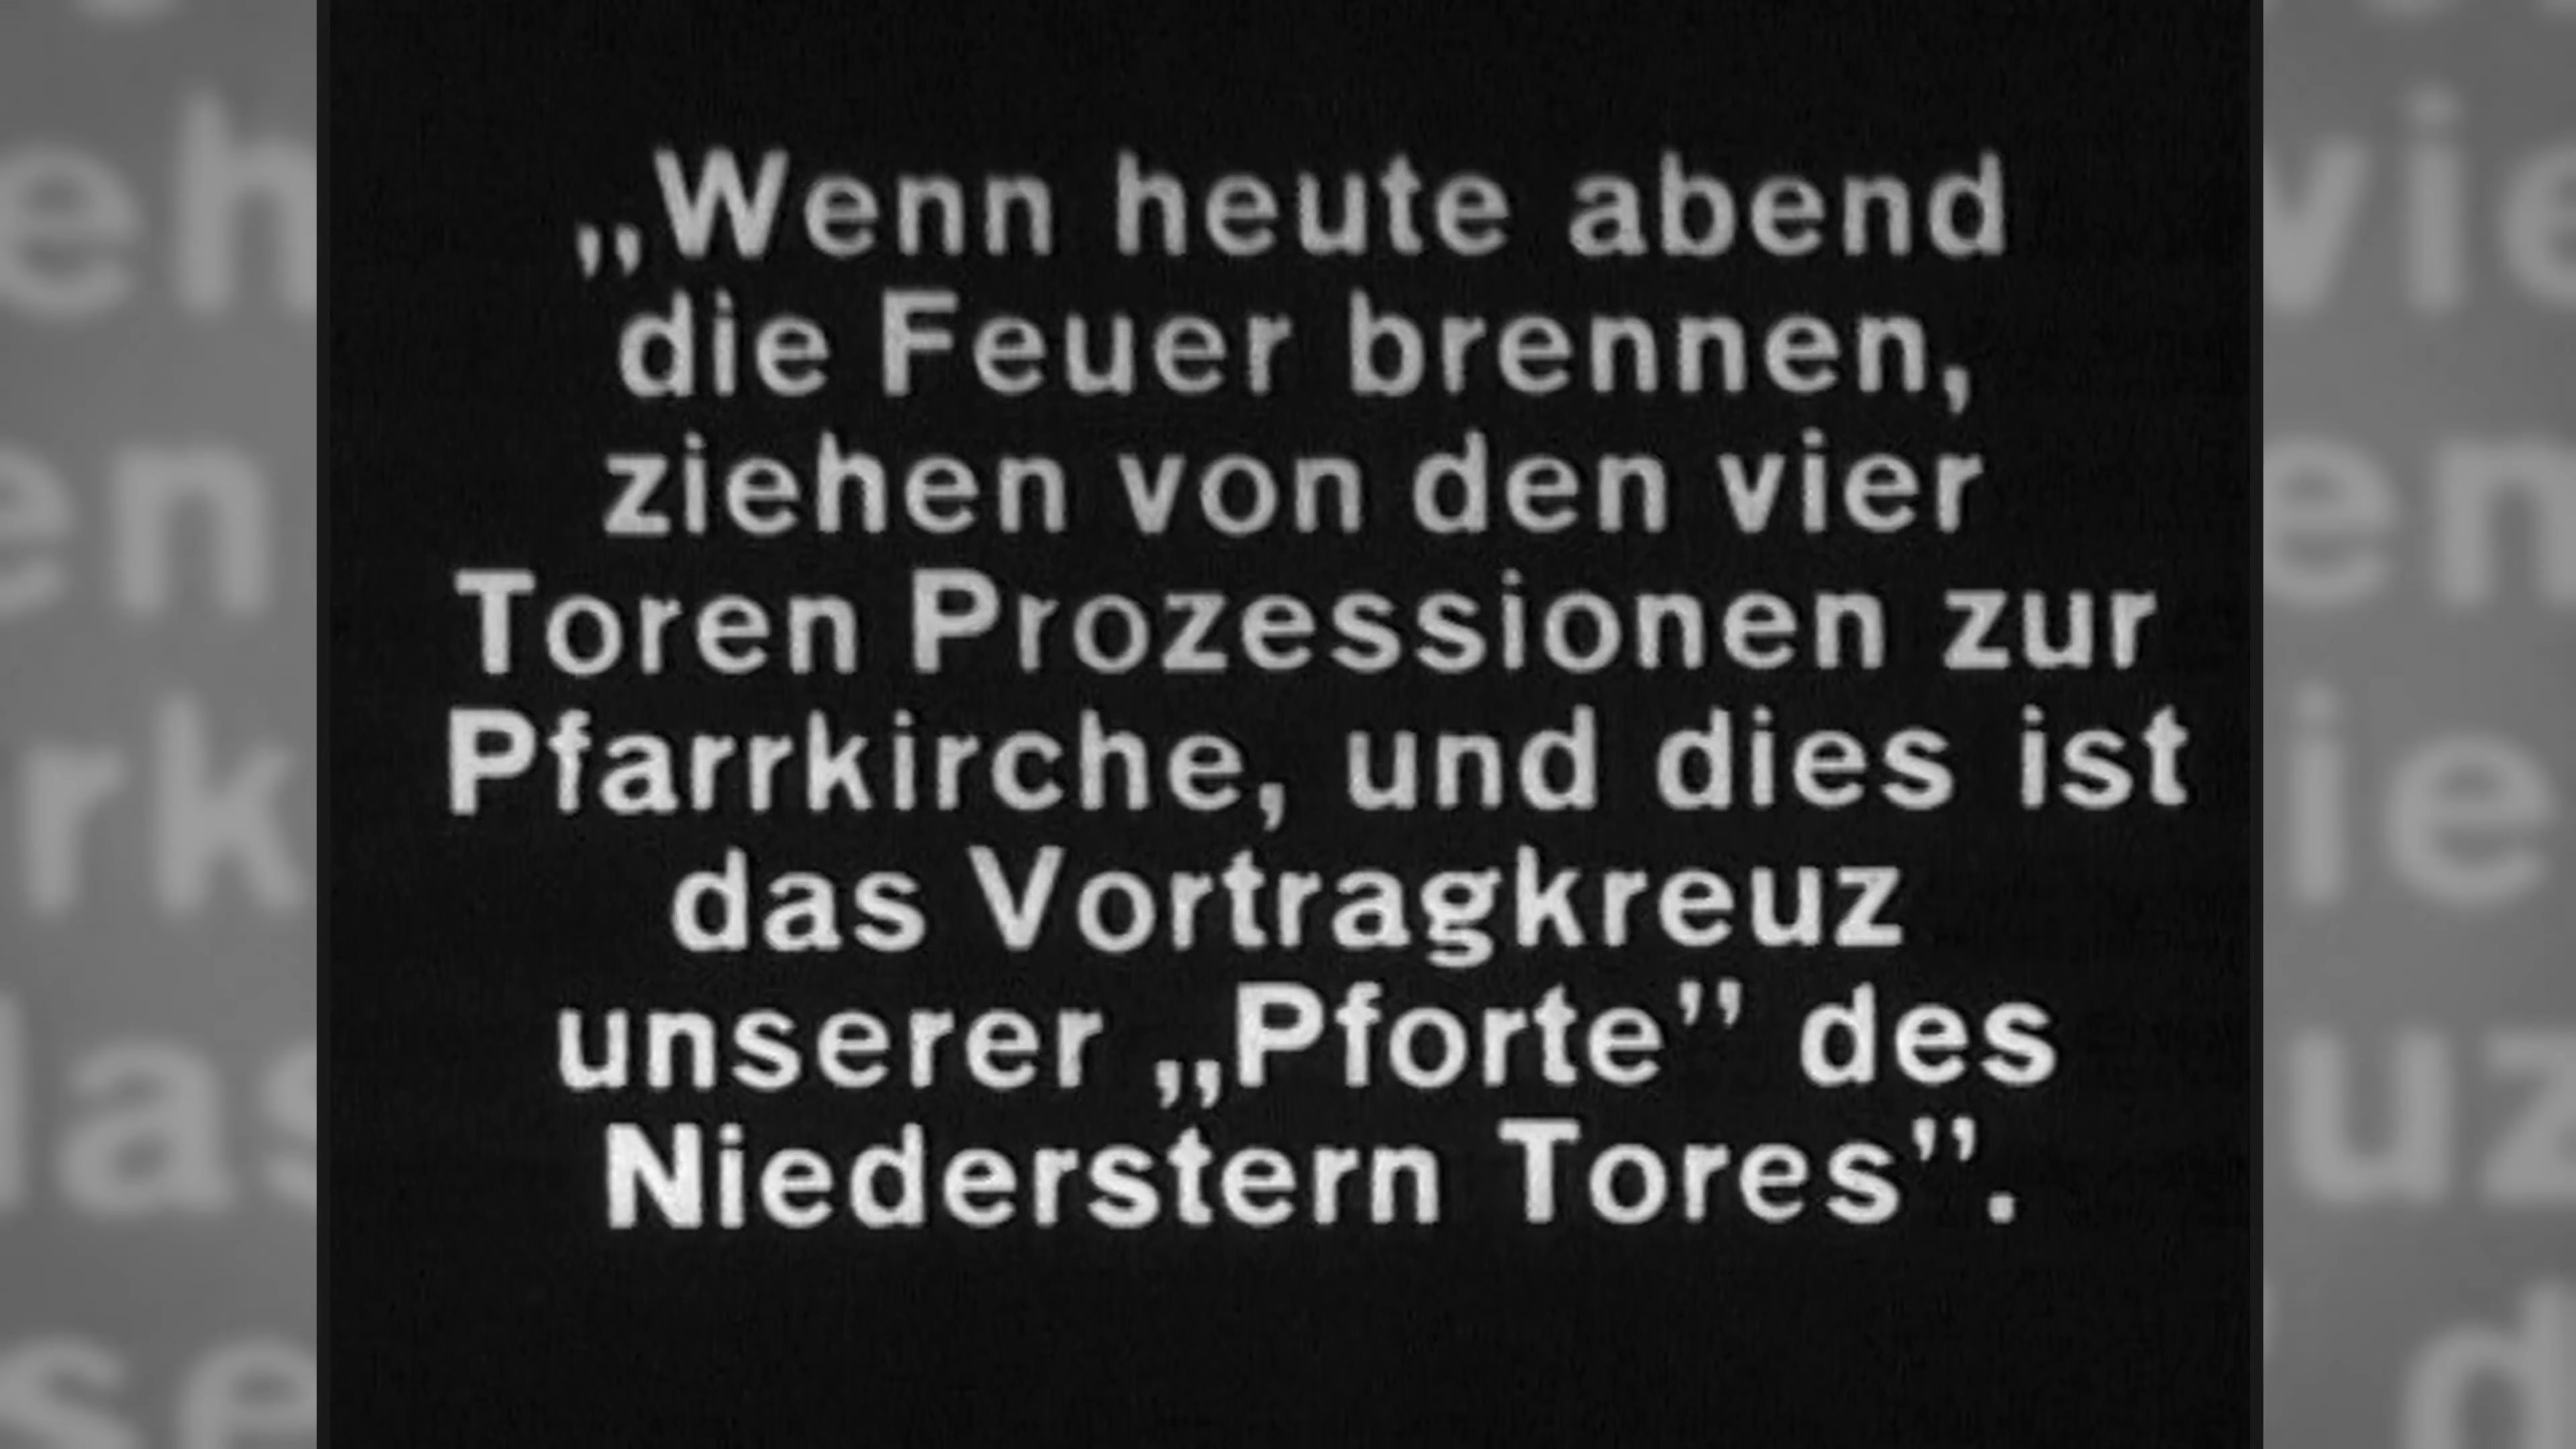 „Wenn heute abend
die Feuer brennen,
ziehen von den vier
Toren Prozessionen zur
Pfarrkirche, und dies ist
das Vortragkreuz
unserer „Pforte” des
Niederstern Tores”.